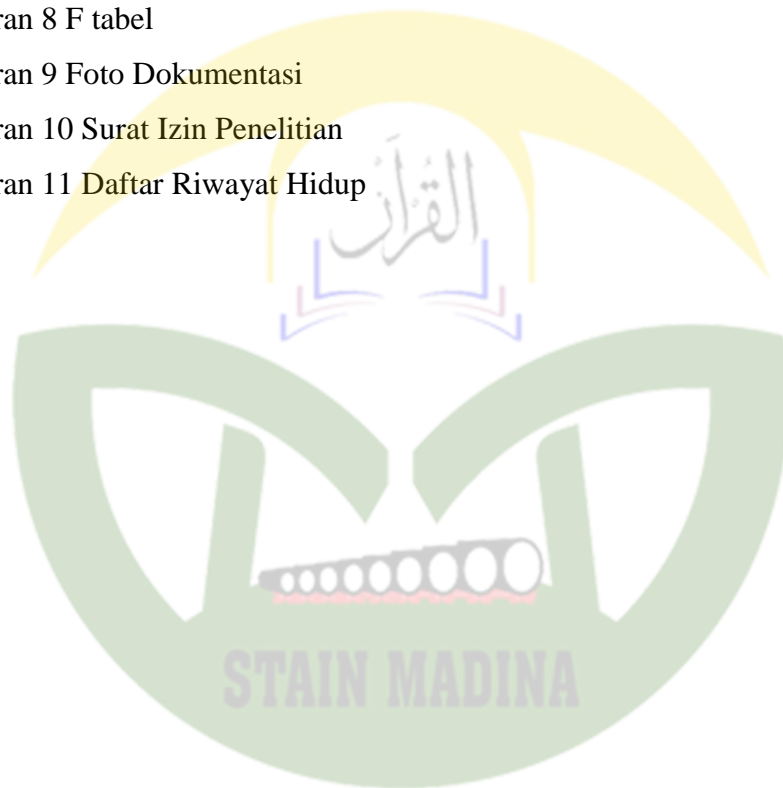 ran 8 F tabel
ran 9 Foto Dokumentasi
ran 10 Surat Izin Penelitian
ran 11 Daftar Riwayat Hidup
القرآن
STAIN MADINA